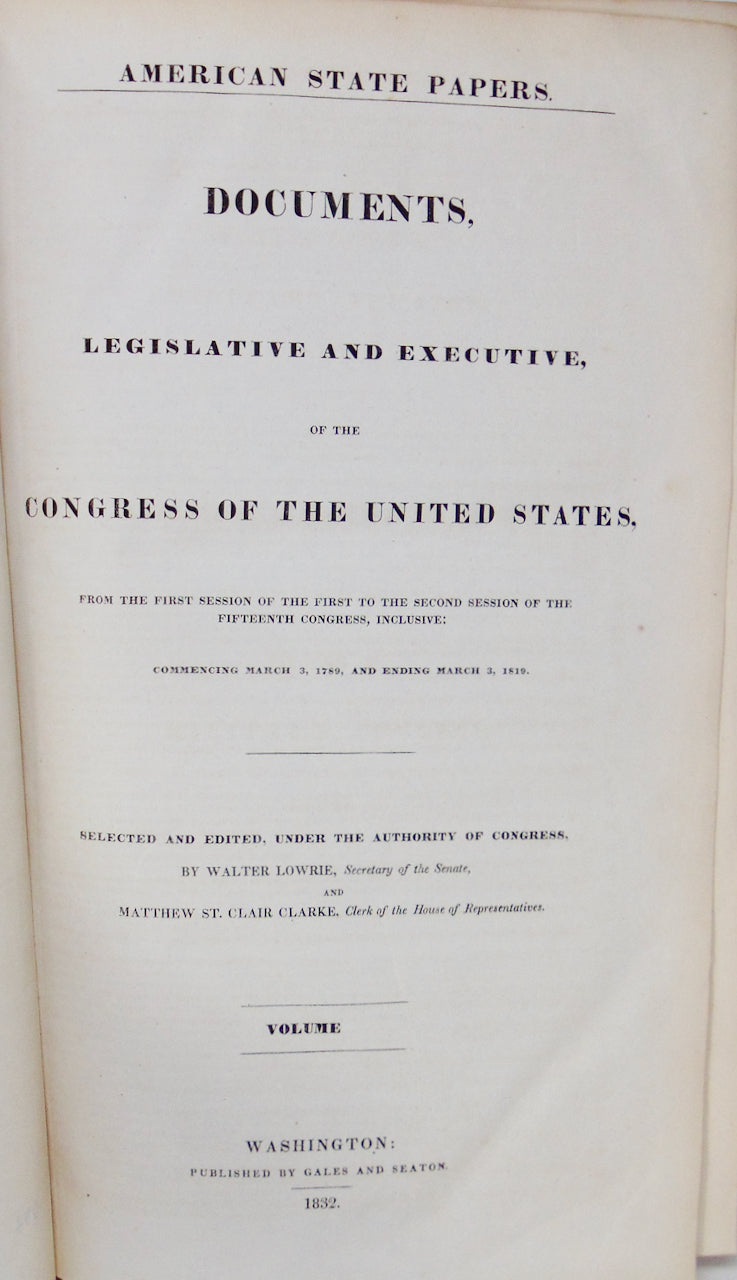 AMERICAN STATE PAPERS.
DOCUMENTS,
LEGISLATIVE AND EXECUTIVE,
OF THE
CONGRESS OF THE UNITED STATES,
FROM THE FIRST SESSION OF THE FIRST TO THE SECOND SESSION OF THE
FIFTEENTH CONGRESS, INCLUSIVE:
COMMENCING MARCH 3, 1789, AND ENDING MARCH 3, 1819.
SELECTED AND EDITED, UNDER THE AUTHORITY OF CONGRESS,
BY WALTER LOWRIE, Secretary of the Senate,
AND
MATTHEW ST. CLAIR CLARKE, Clerk of the House of Representatives.
VOLUME
WASHINGTON:
PUBLISHED BY GALES AND SEATON.
1832.